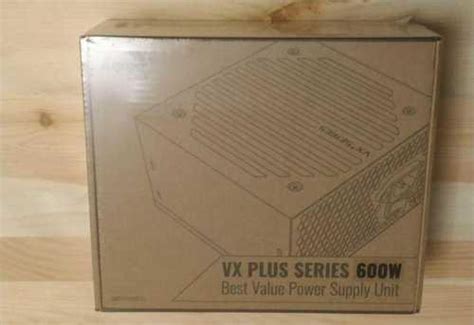 VX PLUS SERIES 600W
Best Value Power Supply Unit